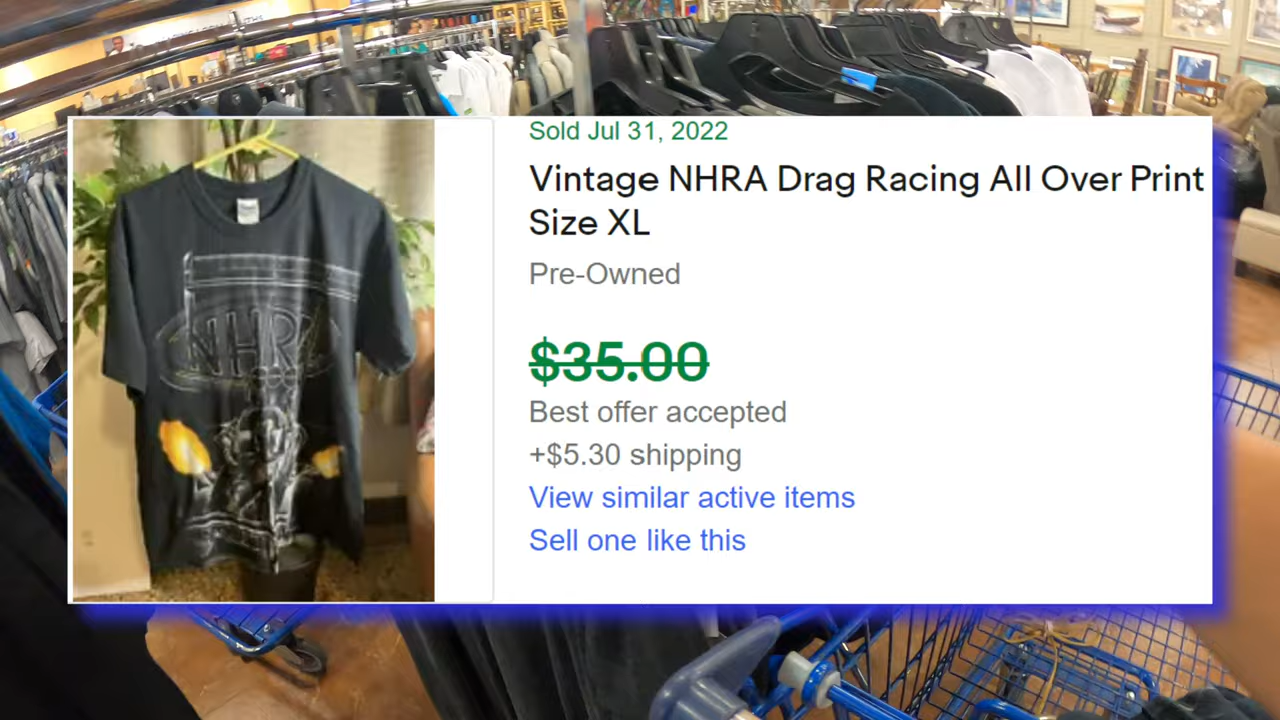 Sold Jul 31, 2022
Vintage NHRA Drag Racing All Over Print
Size XL
Pre-Owned
$35.00
Best offer accepted
+$5.30 shipping
View similar active items
Sell one like this
NHRA